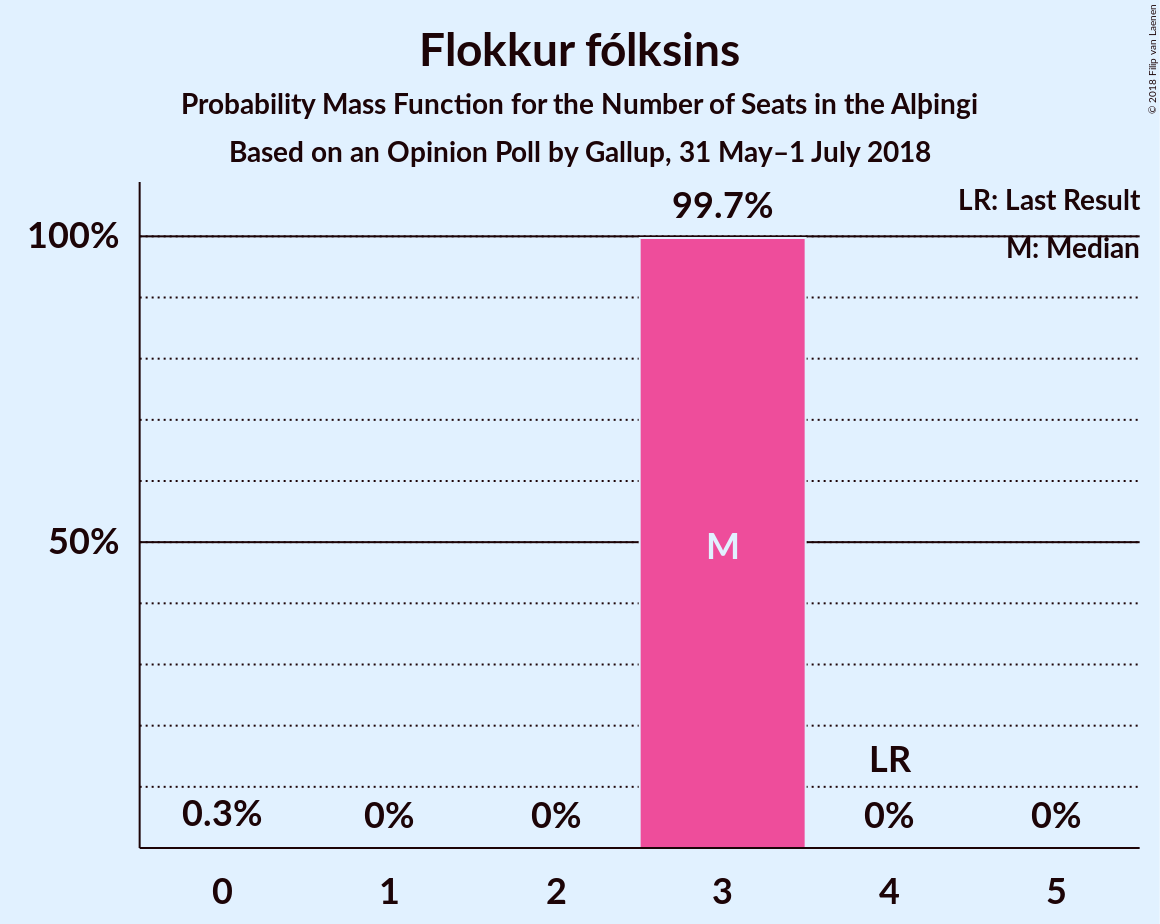 Flokkur fólksins
Probability Mass Function for the Number of Seats in the Alþingi
Based on an Opinion Poll by Gallup, 31 May–1 July 2018
© 2018 Filip van Laenen
LR: Last Result
M: Median
99.7%
100%
50%
M
LR
0.3% 0% 0% 0% 0%
0 1 2 3 4 5